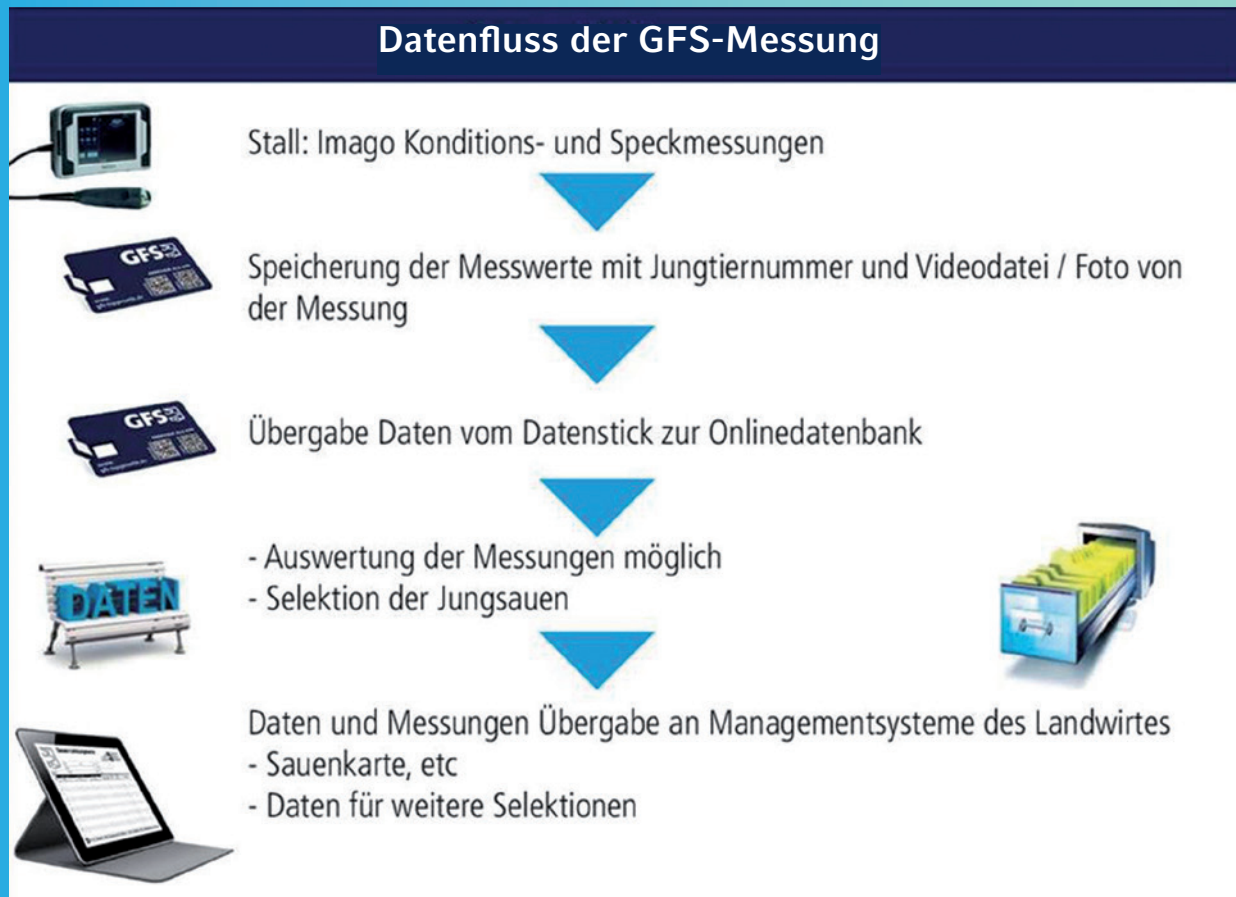 Datenfluss der GFS-Messung
Stall: Imago Konditions- und Speckmessungen
GFS
Speicherung der Messwerte mit Jungtiernummer und Videodatei / Foto von
der Messung
GFS
Übergabe Daten vom Datenstick zur Onlinedatenbank
- Auswertung der Messungen möglich
- Selektion der Jungsauen
DATEN
Daten und Messungen Übergabe an Managementsysteme des Landwirtes
- Sauenkarte, etc
- Daten für weitere Selektionen